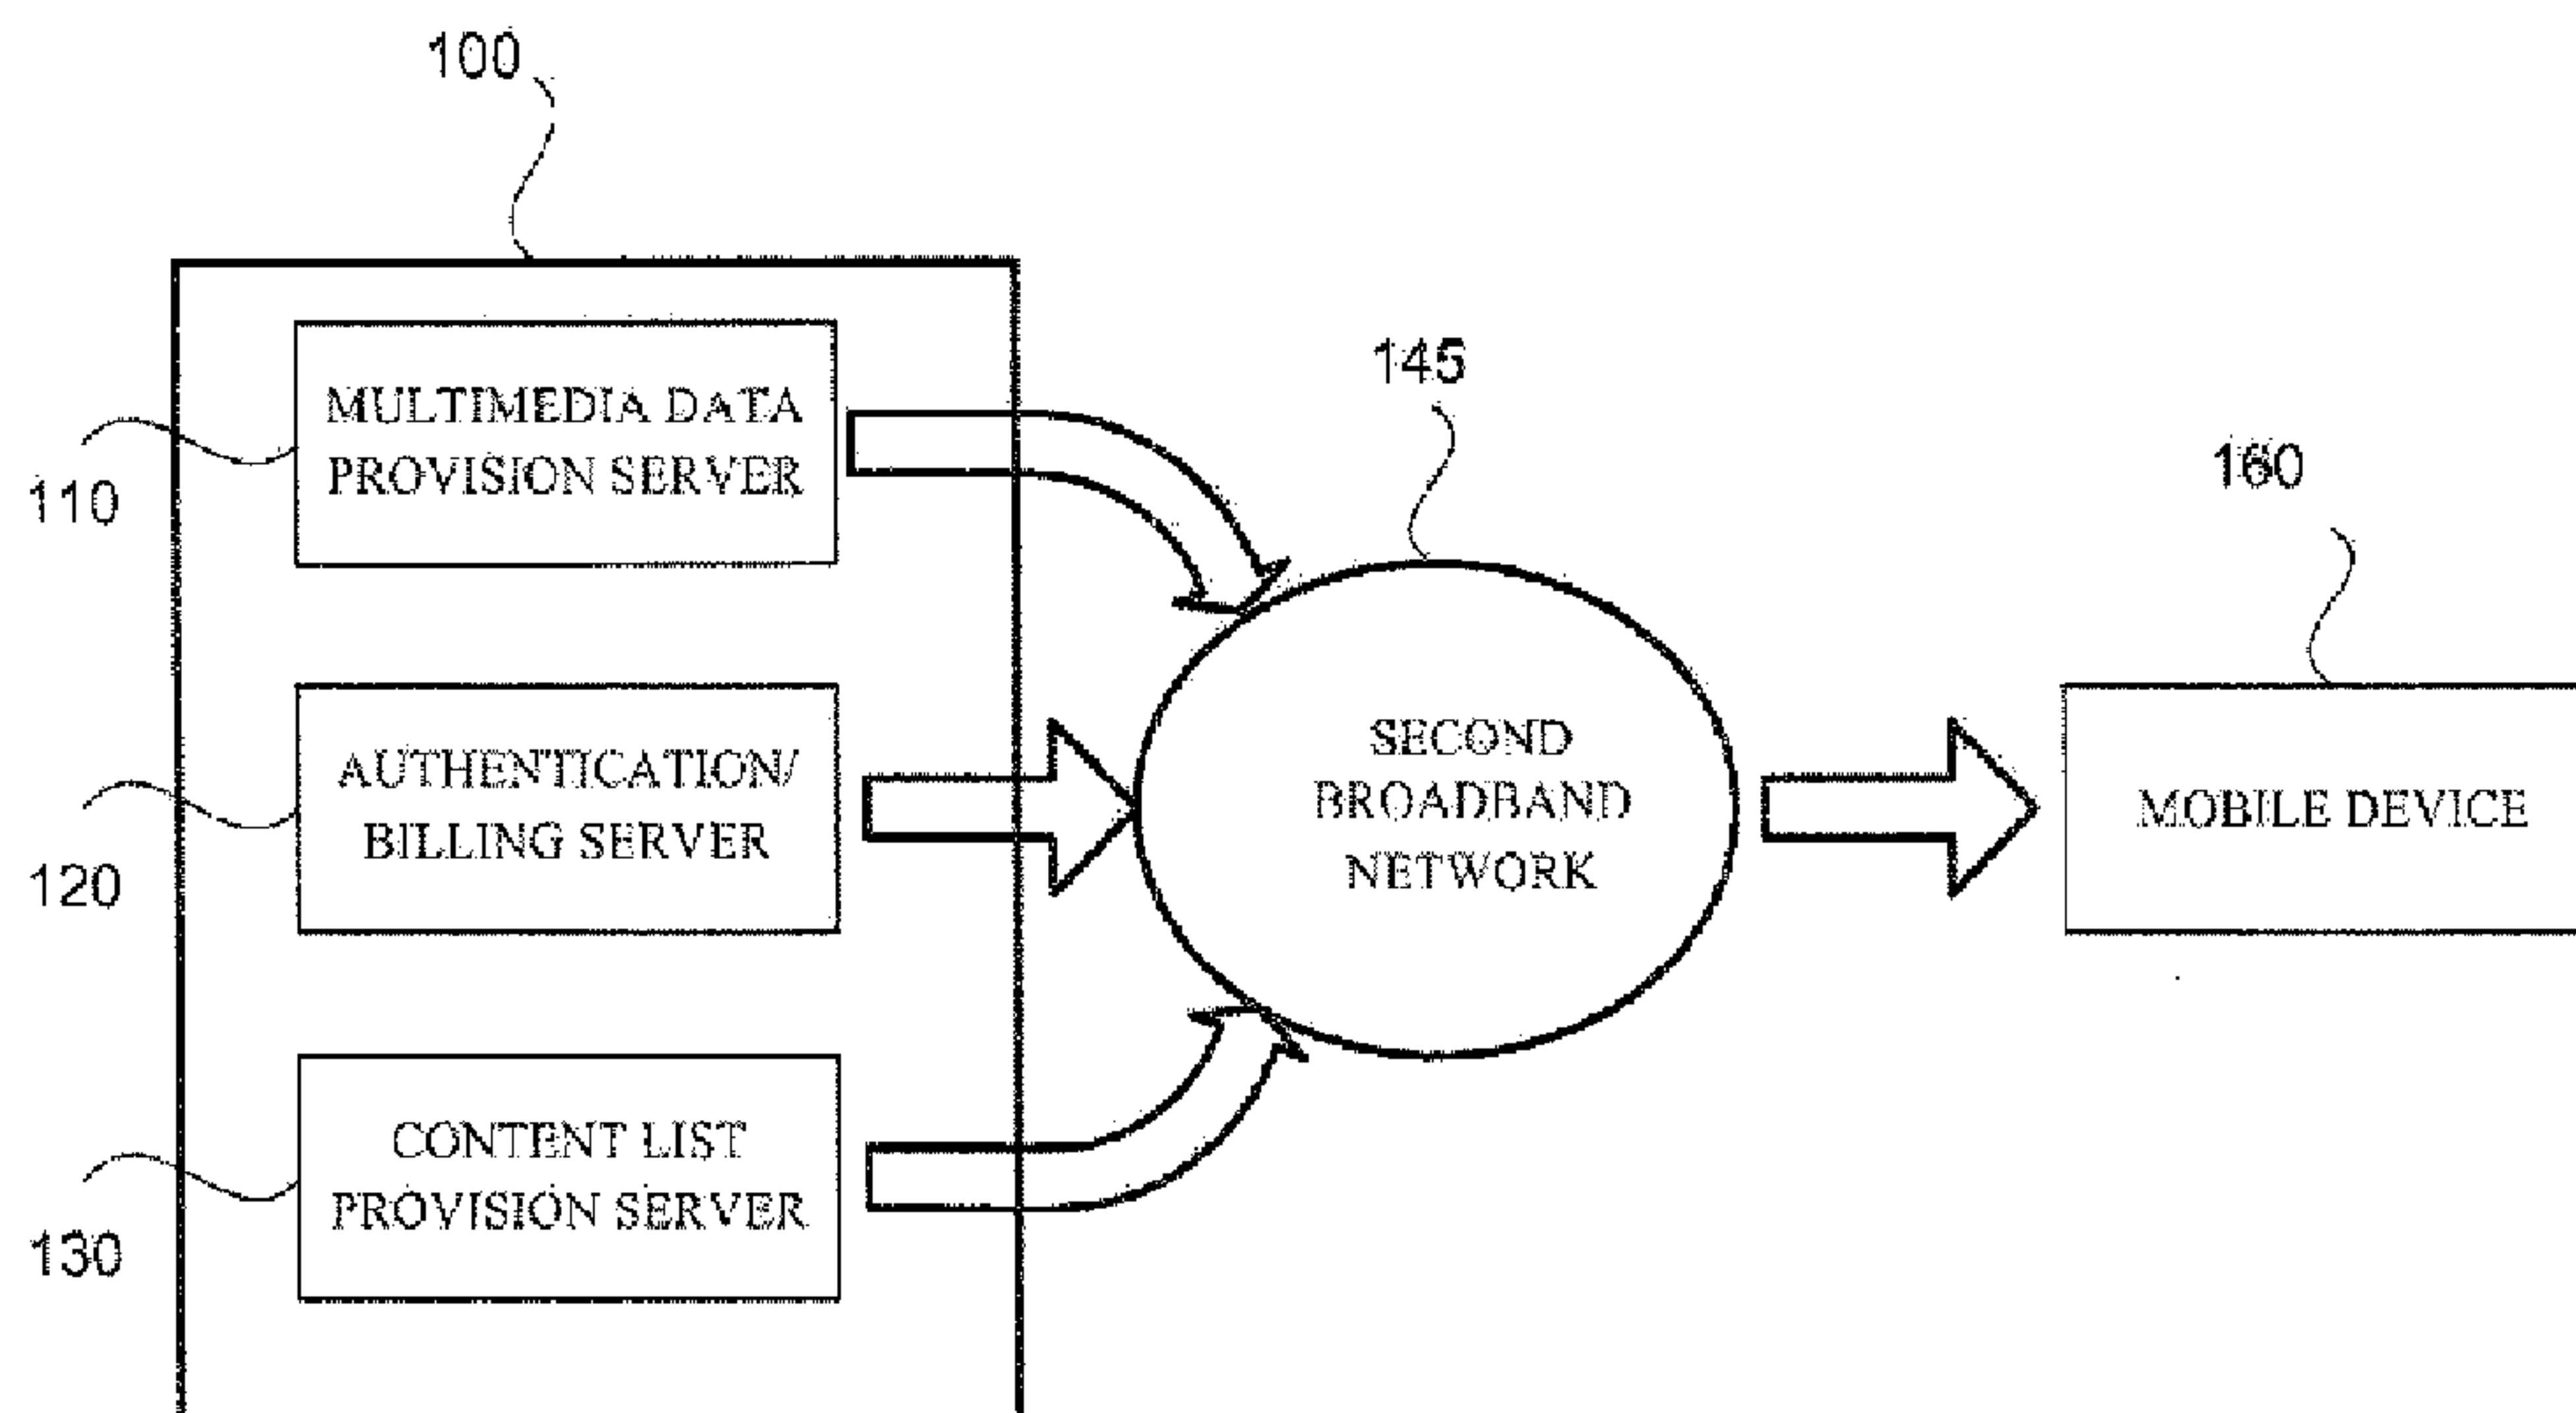 100
MULTIMEDIA DATA
PROVISION SERVER
110
145
160
AUTHENTICATION/
BILLING SERVER
120
SECOND
BROADBAND
NETWORK
MOBILE DEVICE
CONTENT LIST
PROVISION SERVER
130